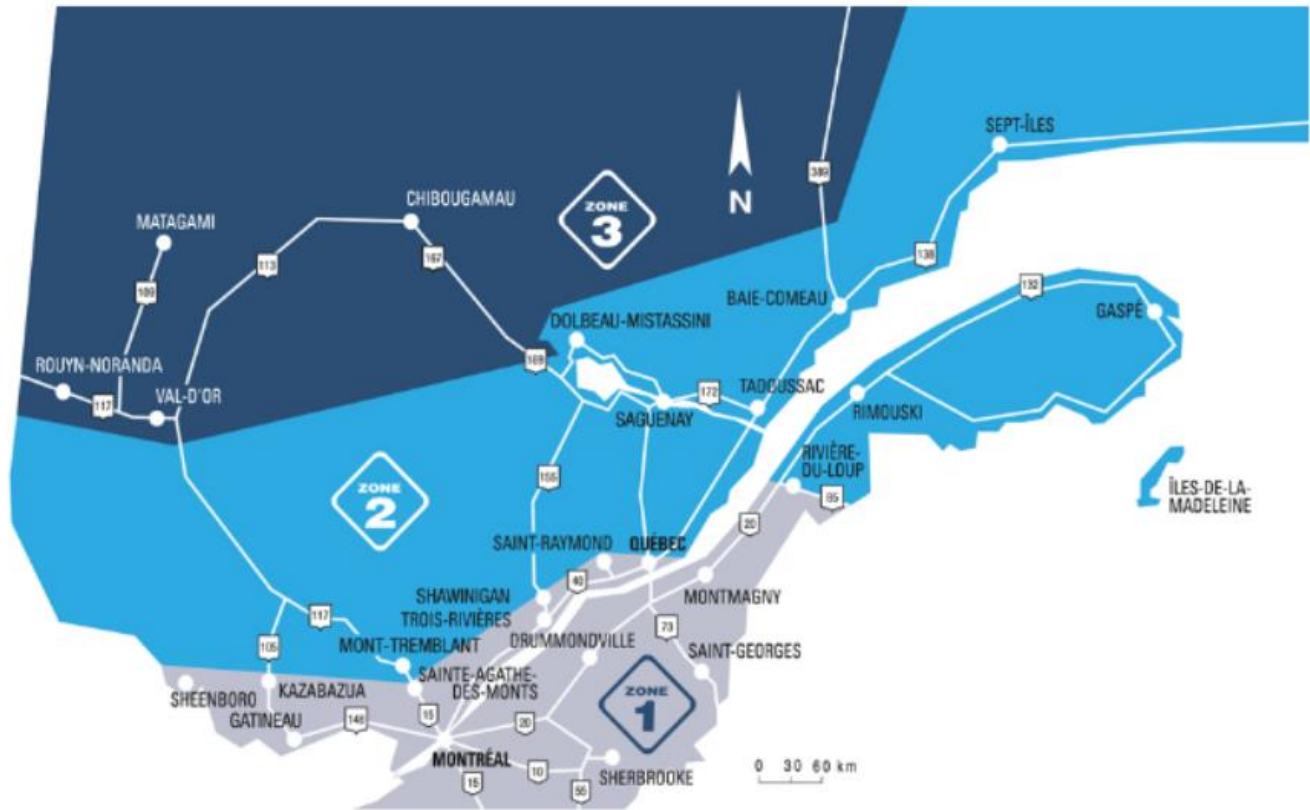 SEPT-ÎLES
389
ZONE
3
N
CHIBOUGAMAU
MATAGAMI
138
113
167
132
109
BAIE-COMEAU
GASPÉ
DOLBEAU-MISTASSINI
ROUYN-NORANDA
169
VAL-D'OR
172
TADOUSSAC
117
SAGUENAY
RIMOUSKI
RIVIÈRE-
DU-LOUP
155
ZONE
2
85
ÎLES-DE-LA-
MADELEINE
20
SAINT-RAYMOND
QUÉBEC
40
SHAWINIGAN
MONTMAGNY
TROIS-RIVIÈRES
117
73
DRUMMONDVILLE
MONT-TREMBLANT
105
SAINT-GEORGES
SAINTE-AGATHE-
DES-MONTS
KAZABAZUA
SHEENBORO
ZONE
1
GATINEAU
148
15
20
MONTRÉAL
10
SHERBROOKE
0 30 60 km
15
55